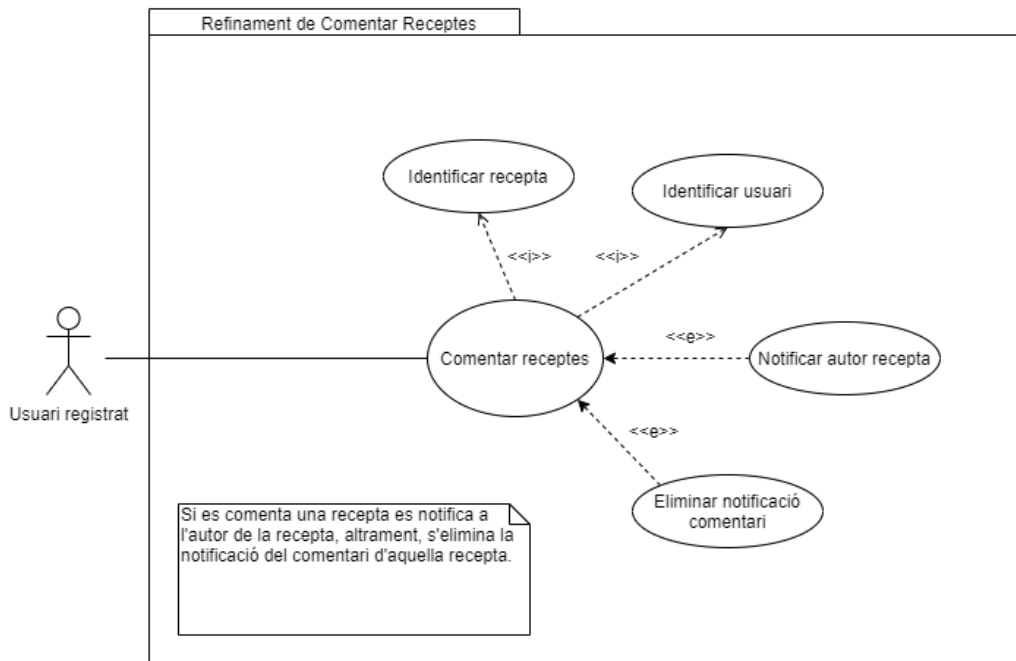 Refinament de Comentar Receptes
Identificar recepta
Identificar usuari
<<i>>
<<i>>
<<e>>
Comentar receptes
Notificar autor recepta
Usuari registrat
<<e>>
Eliminar notificació
comentari
Si es comenta una recepta es notifica a
l'autor de la recepta, altrament, s'elimina la
notificació del comentari d'aquella recepta.